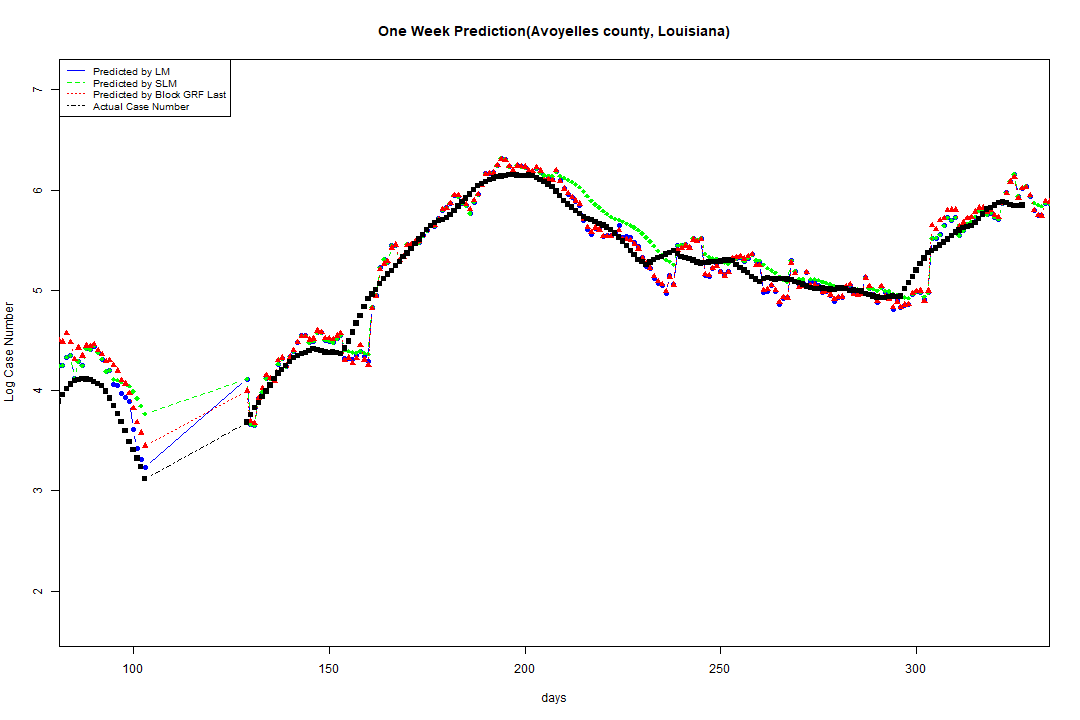 One Week Prediction(Avoyelles county, Louisiana)
Predicted by LM
Predicted by SLM
Predicted by Block GRF Last
Actual Case Number
7
6
5
4
3
2
Log Case Number
100 150 200 250 300
days